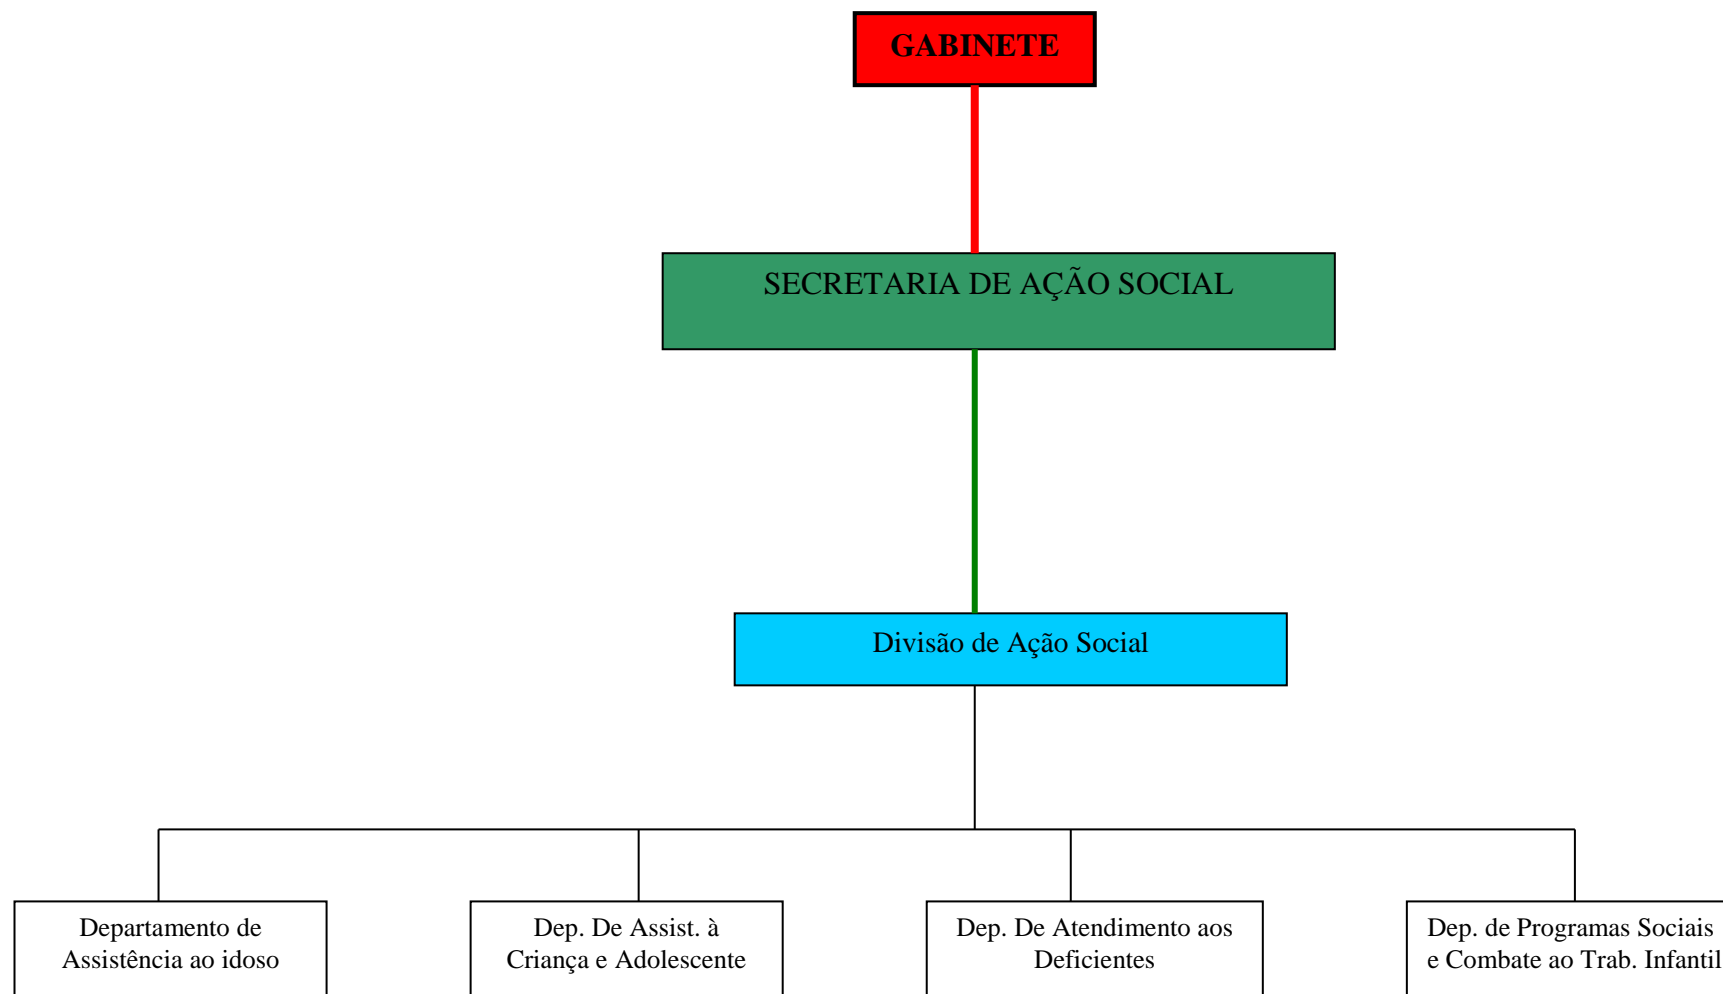 GABINETE
SECRETARIA DE AÇÃO SOCIAL
Divisão de Ação Social
Departamento de
Assistência ao idoso
Dep. De Assist. à
Criança e Adolescente
Dep. De Atendimento aos
Deficientes
Dep. de Programas Sociais
e Combate ao Trab. Infantil